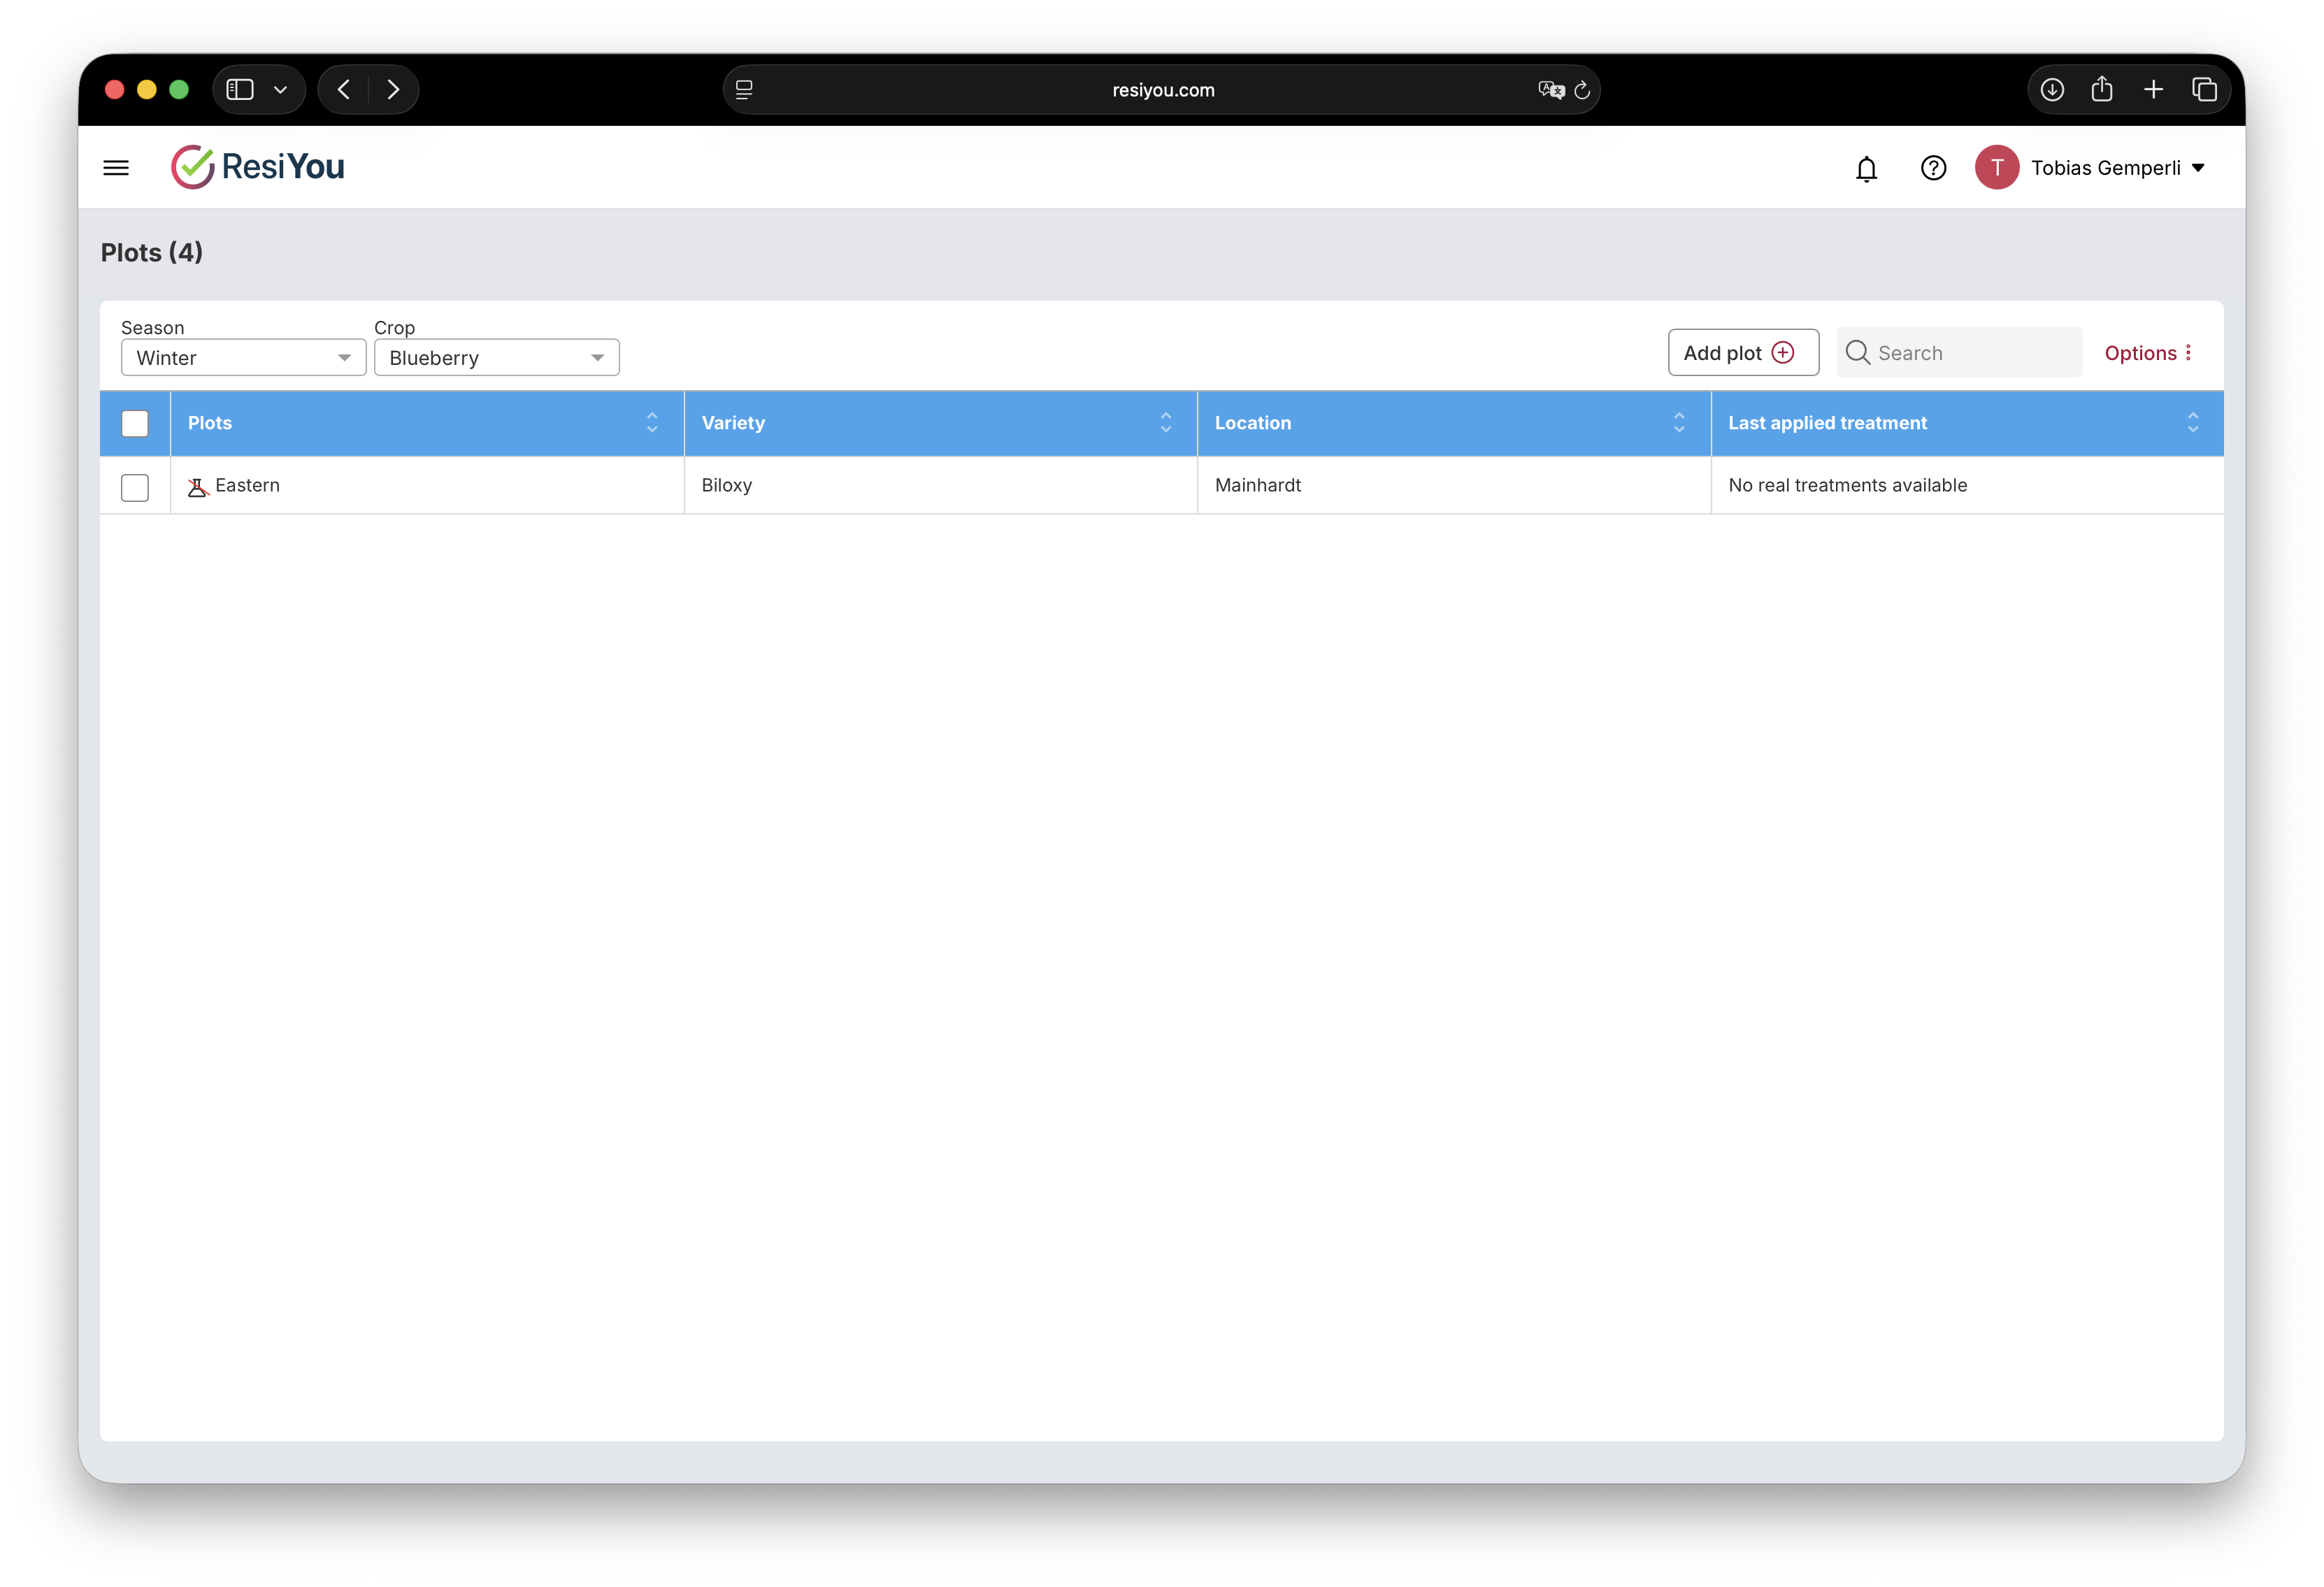 resiyou.com
ResiYou
T Tobias Gemperli
Plots (4)
Season Crop
Winter Blueberry Add plot Search Options
Plots Variety Location Last applied treatment
Eastern Biloxy Mainhardt No real treatments available